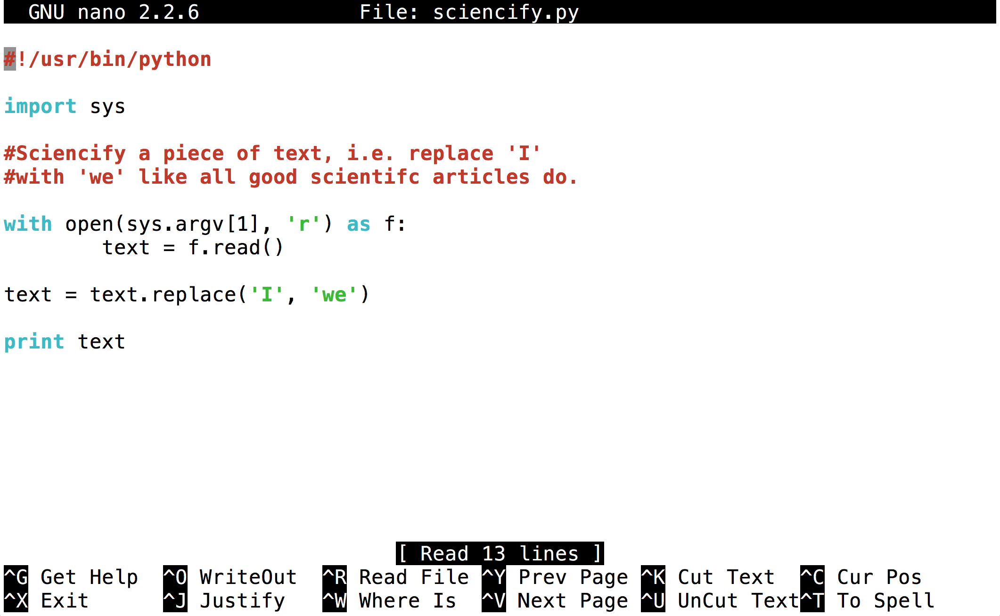 GNU nano 2.2.6 File: sciencify.py
#!/usr/bin/python
import sys
#Sciencify a piece of text, i.e. replace 'I'
#with 'we' like all good scientifc articles do.
with open(sys.argv[1], 'r') as f:
        text = f.read()
text = text.replace('I', 'we')
print text
[ Read 13 lines ]
^G Get Help ^O WriteOut ^R Read File ^Y Prev Page ^K Cut Text ^C Cur Pos
^X Exit ^J Justify ^W Where Is ^V Next Page ^U UnCut Text ^T To Spell